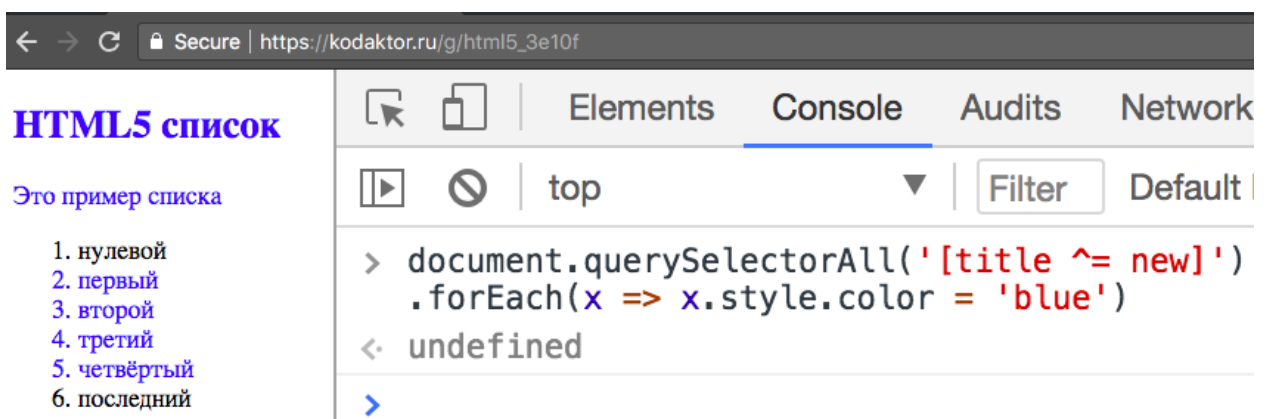 Secure | https://kodaktor.ru/g/html5_3e10f
HTML5 список
Это пример списка
1. нулевой
2. первый
3. второй
4. третий
5. четвёртый
6. последний
Elements Console Audits Network
top Filter Default
document.querySelectorAll('[title ^= new]')
.forEach(x => x.style.color = 'blue')
undefined